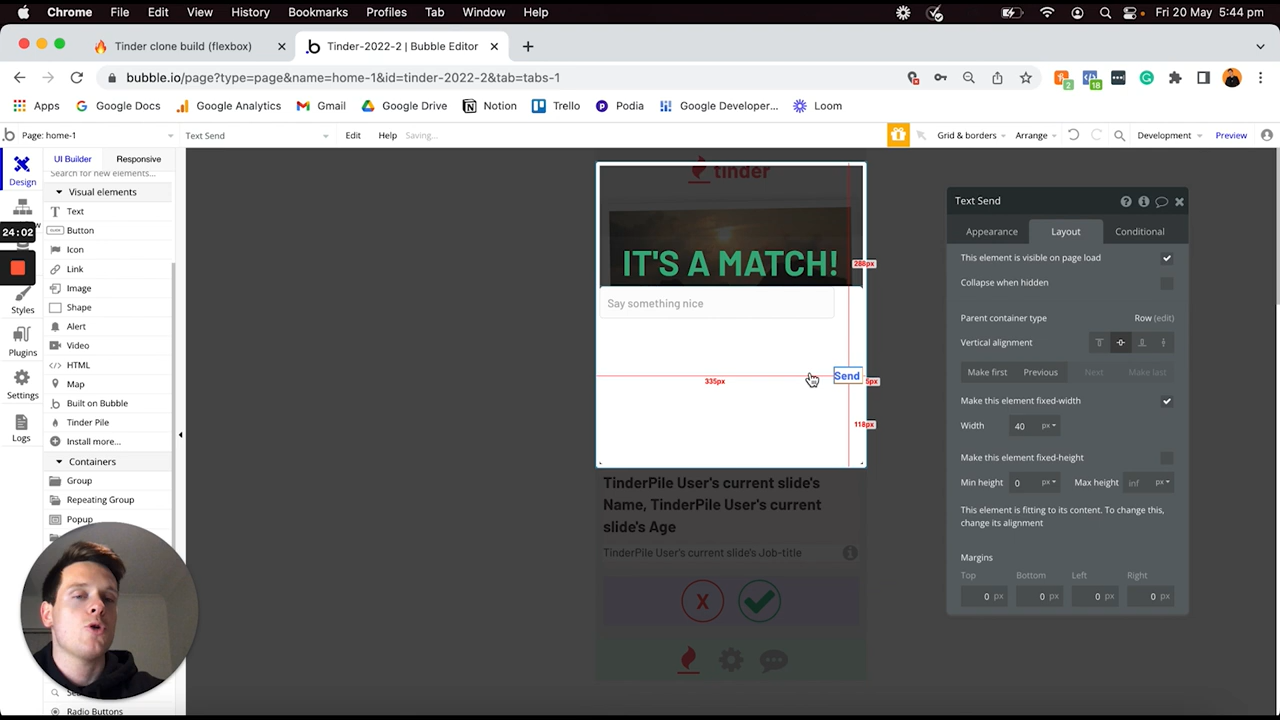 Chrome File Edit View History Bookmarks Profiles Tab Window Help Fri 20 May 5:44 pm
Tinder clone build (flexbox) Tinder-2022-2 | Bubble Editor
bubble.io/page?type=page&name=home-1&id=tinder-2022-2&tab=tabs-1 2 18
Apps Google Docs Google Analytics Gmail Google Drive Notion Trello Podia Google Developer... Loom
Page: home-1 Text Send Edit Help Saving... Grid & borders Arrange Development Preview
UI Builder Responsive
Search for new elements...
Design
Visual elements
Text
Button
Icon
Link
Image
Shape
Alert
Video
HTML
Map
Built on Bubble
Tinder Pile
Install more...
Containers
Group
Repeating Group
Popup
Radio Buttons
24:02
Styles
Plugins
Settings
Logs
tinder
IT'S A MATCH!
288px
Say something nice
Send
335px
5px
118px
TinderPile User's current slide's
Name, TinderPile User's current
slide's Age
TinderPile User's current slide's Job-title
X
Text Send
Appearance Layout Conditional
This element is visible on page load
Collapse when hidden
Parent container type Row (edit)
Vertical alignment
Make first Previous Next Make last
Make this element fixed-width
Width 40 px
Make this element fixed-height
Min height 0 px Max height inf px
This element is fitting to its content. To change this,
change its alignment
Margins
Top Bottom Left Right
0 px 0 px 0 px 0 px